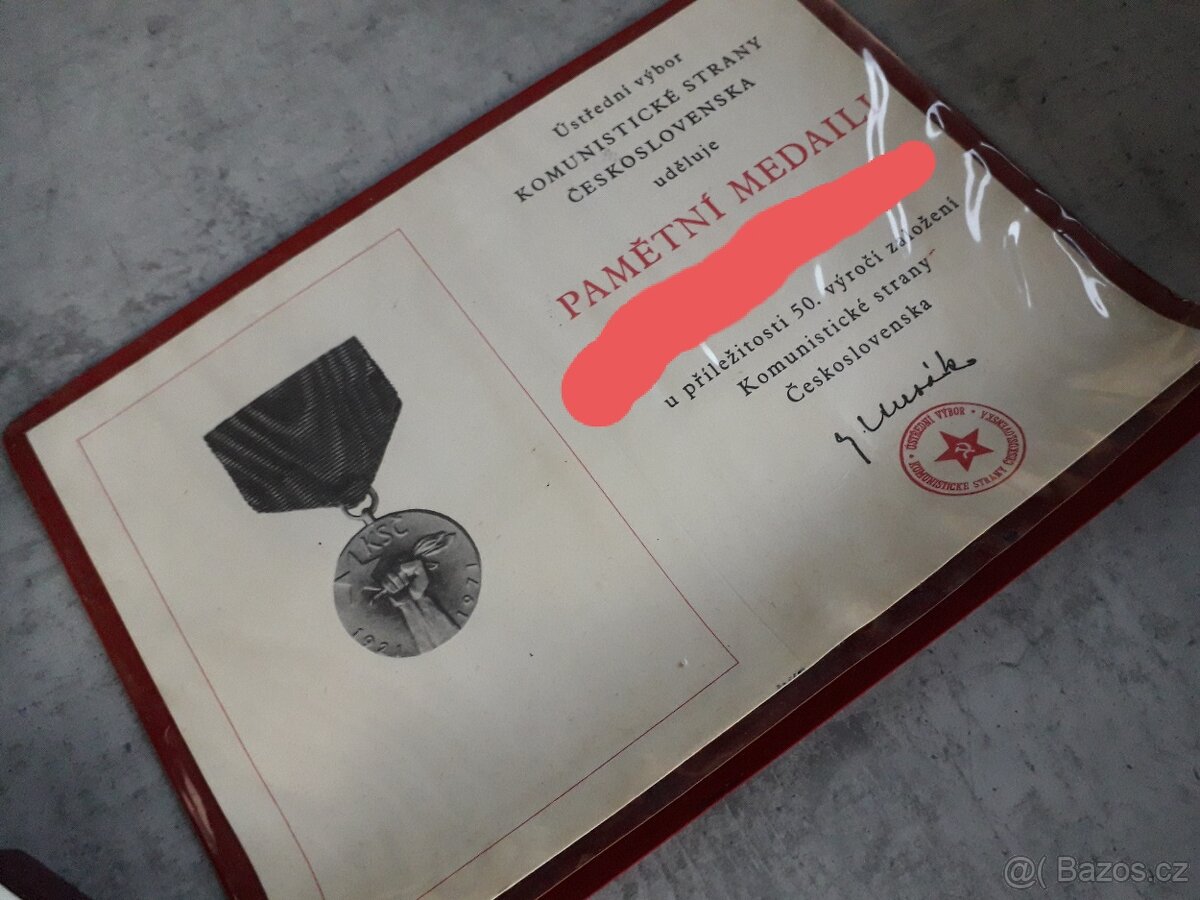 Ústřední výbor
KOMUNISTICKÉ STRANY
ČESKOSLOVENSKA
uděluje
PAMĚTNÍ MEDAILI
u příležitosti 50. výročí založení
Komunistické strany
Československa
G. Husák
ÚSTŘEDNÍ VÝBOR
KOMUNISTICKÉ STRANY ČESKOSLOVENSKA
KSČ
1921
1971
@( Bazos.cz